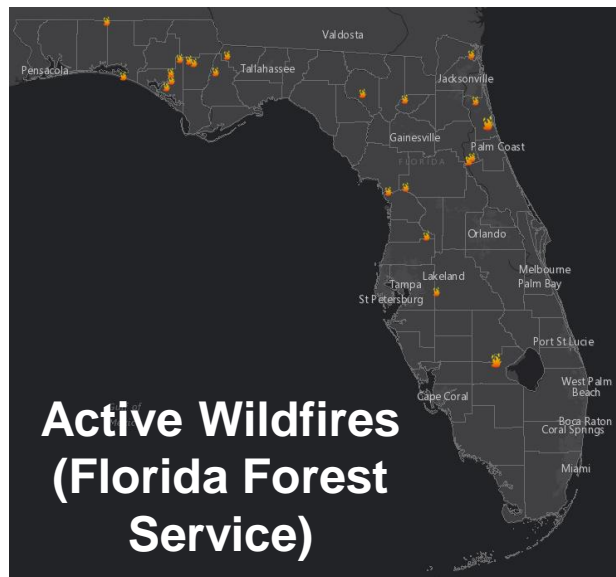 Valdosta
Pensacola
Tallahassee
Jacksonville
Gainesville
Palm Coast
FLORIDA
Orlando
Lakeland
Melbourne
Tampa
Palm Bay
St Petersburg
Port St Lucie
Cape Coral
West Palm
Beach
Boca Raton
Coral Springs
Miami
Active Wildfires
(Florida Forest
Service)